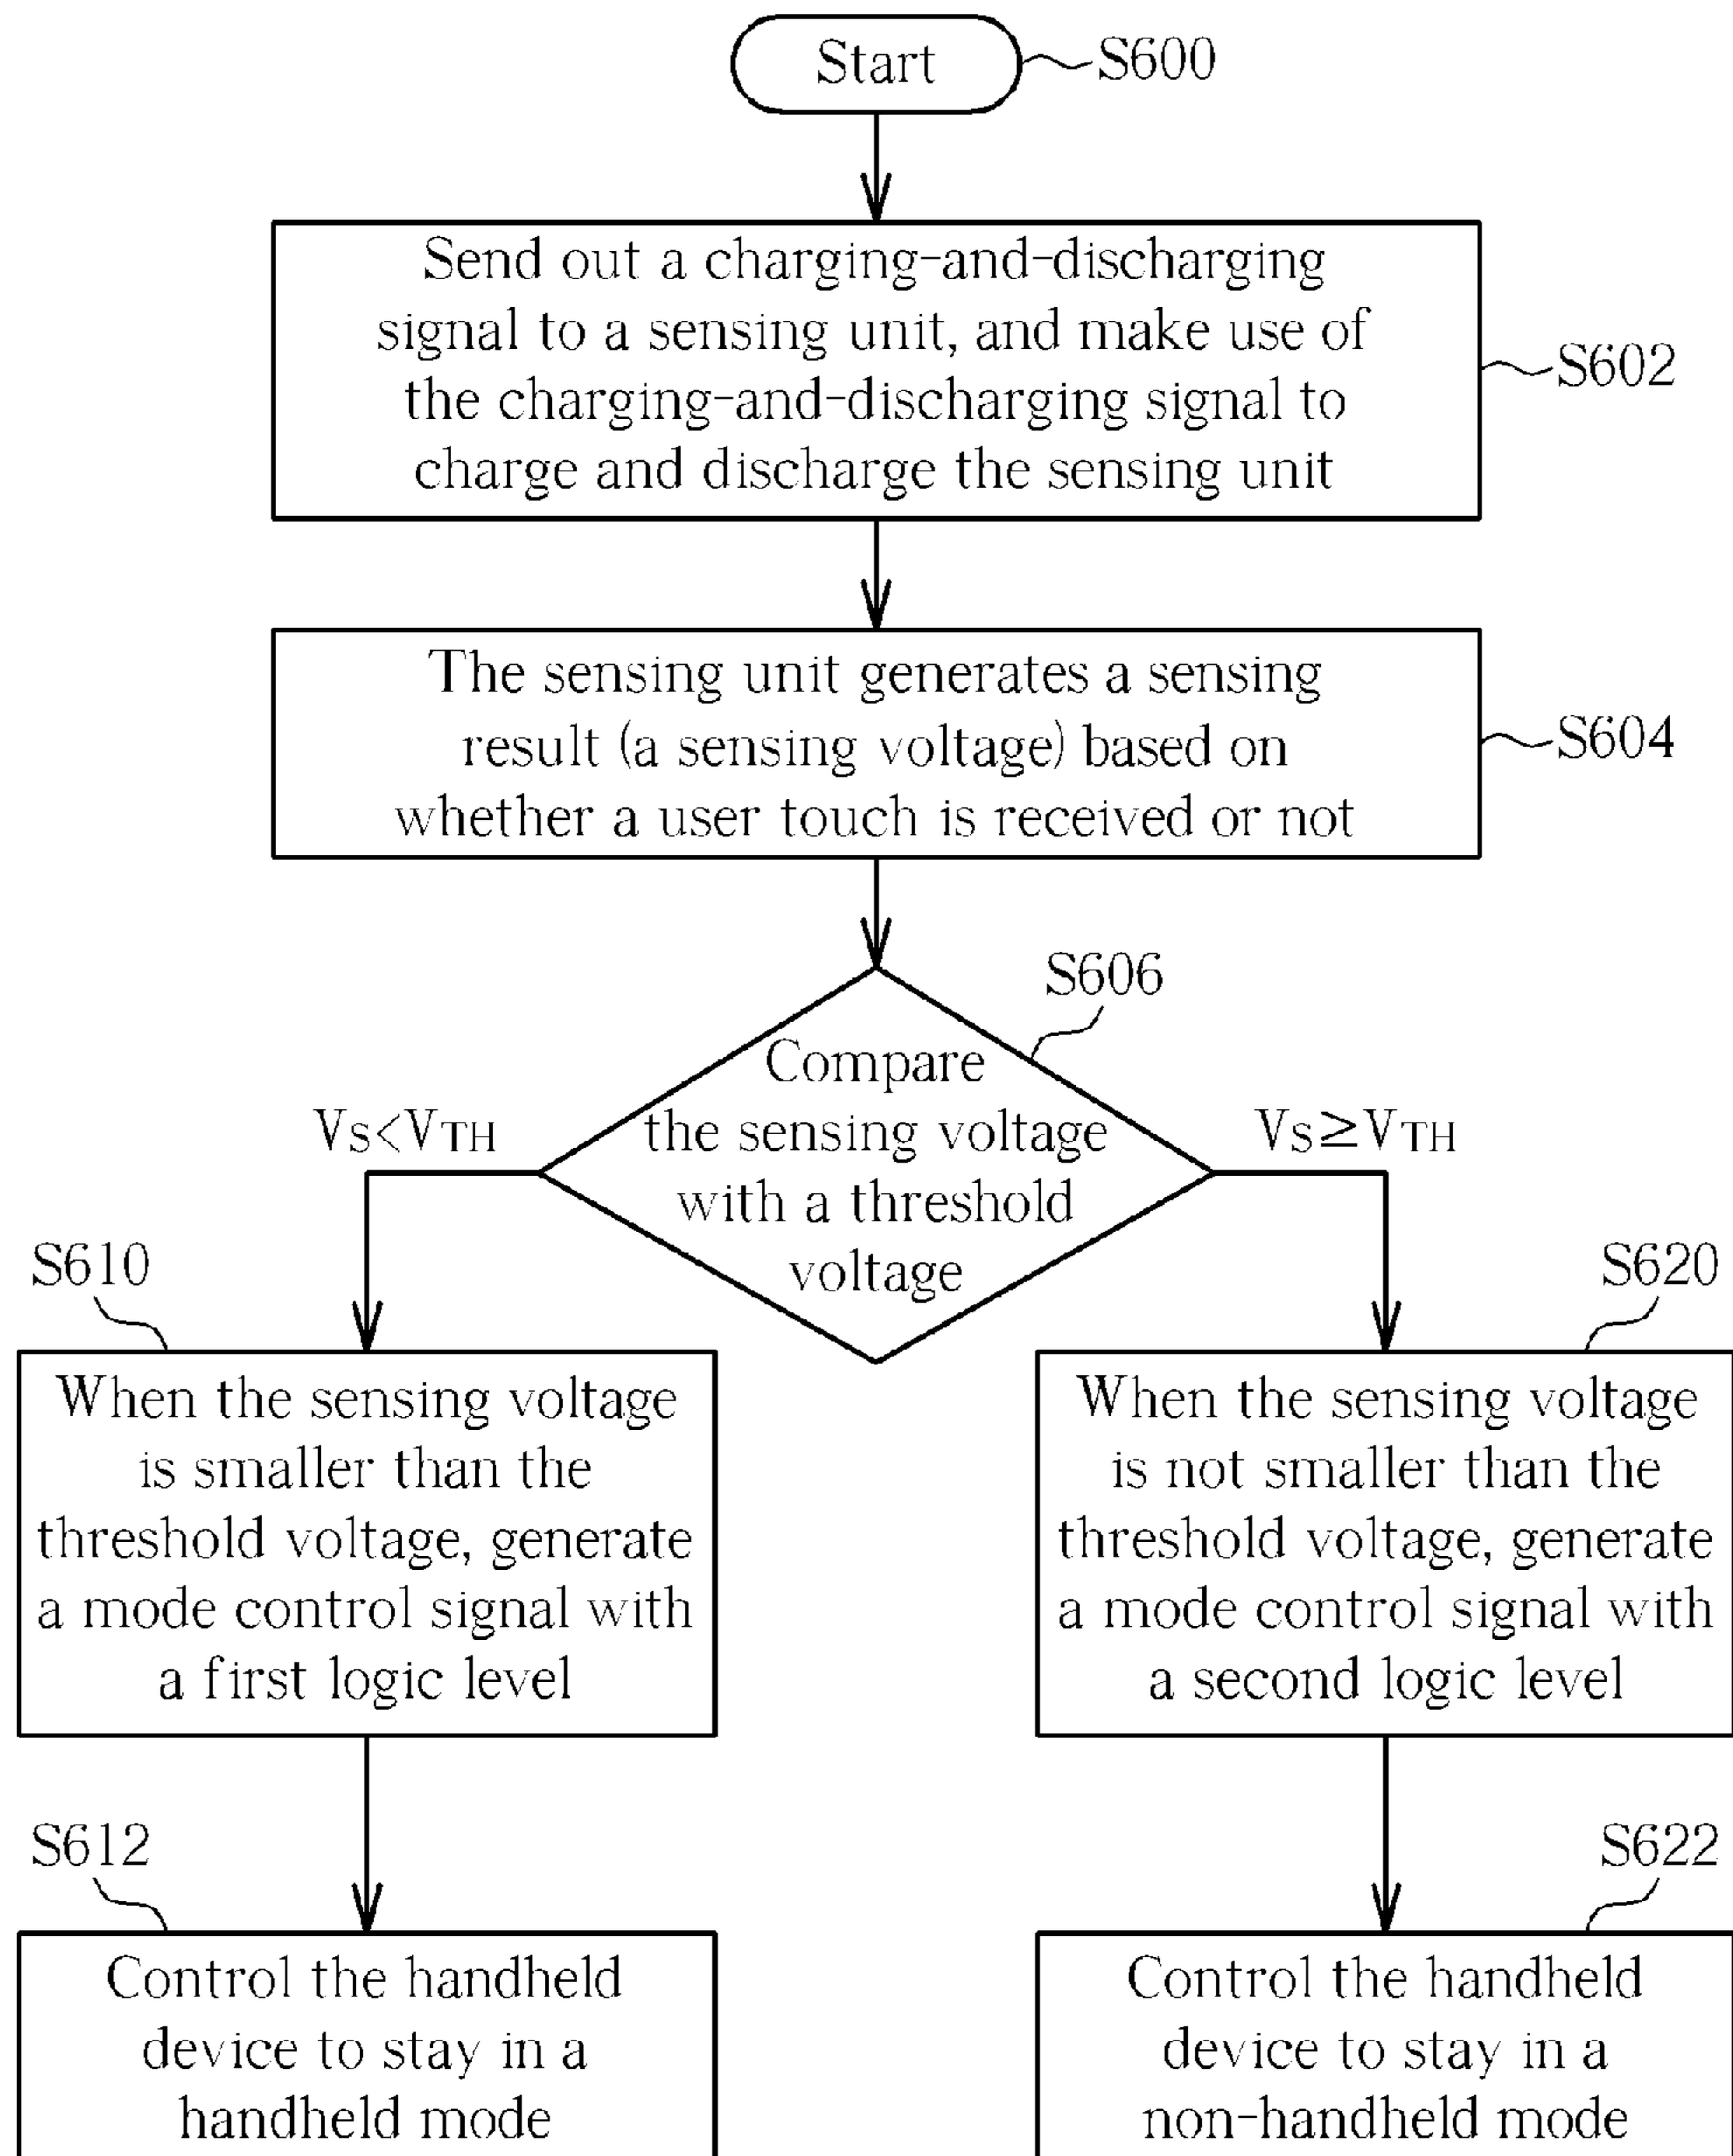 Start
S600
Send out a charging-and-discharging
signal to a sensing unit, and make use of
the charging-and-discharging signal to
charge and discharge the sensing unit
S602
The sensing unit generates a sensing
result (a sensing voltage) based on
whether a user touch is received or not
S604
S606
Compare
the sensing voltage
with a threshold
voltage
VS<VTH
VS≥VTH
S610
When the sensing voltage
is smaller than the
threshold voltage, generate
a mode control signal with
a first logic level
S620
When the sensing voltage
is not smaller than the
threshold voltage, generate
a mode control signal with
a second logic level
S612
Control the handheld
device to stay in a
handheld mode
S622
Control the handheld
device to stay in a
non-handheld mode